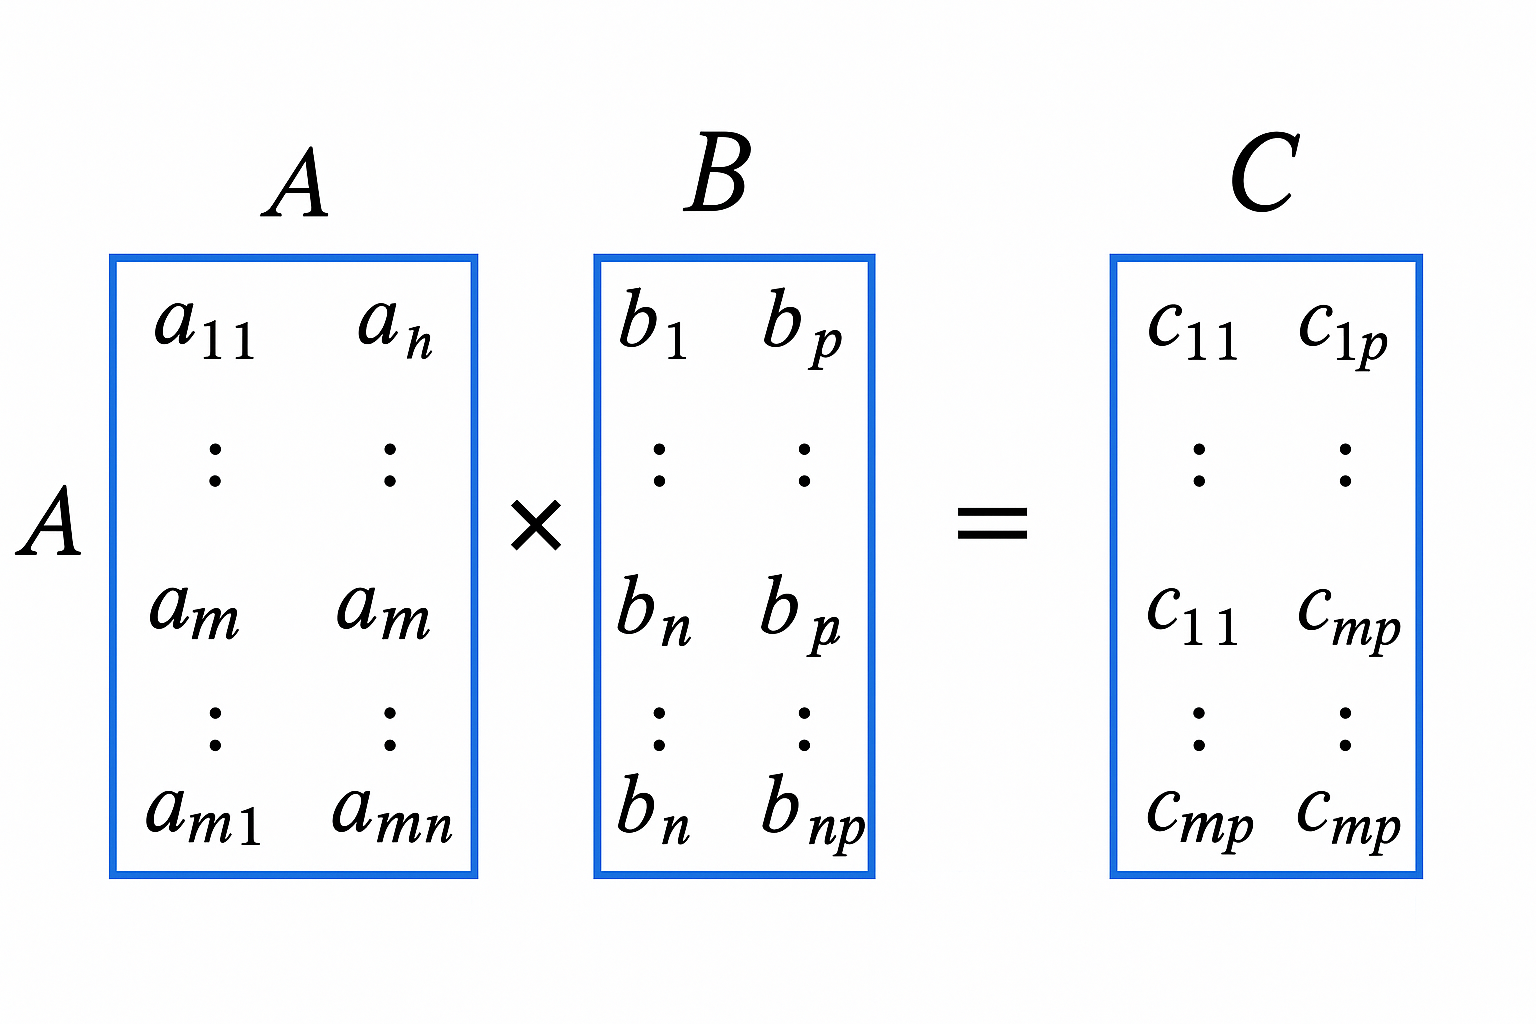 A B C
a₁₁ aₕ b₁ bₚ c₁₁ c₁ₚ
: : : : : :
A × =
aₘ aₘ bₙ bₚ c₁₁ cₘₚ
: : : : : :
aₘ₁ aₘₙ bₙ bₙₚ cₘₚ cₘₚ